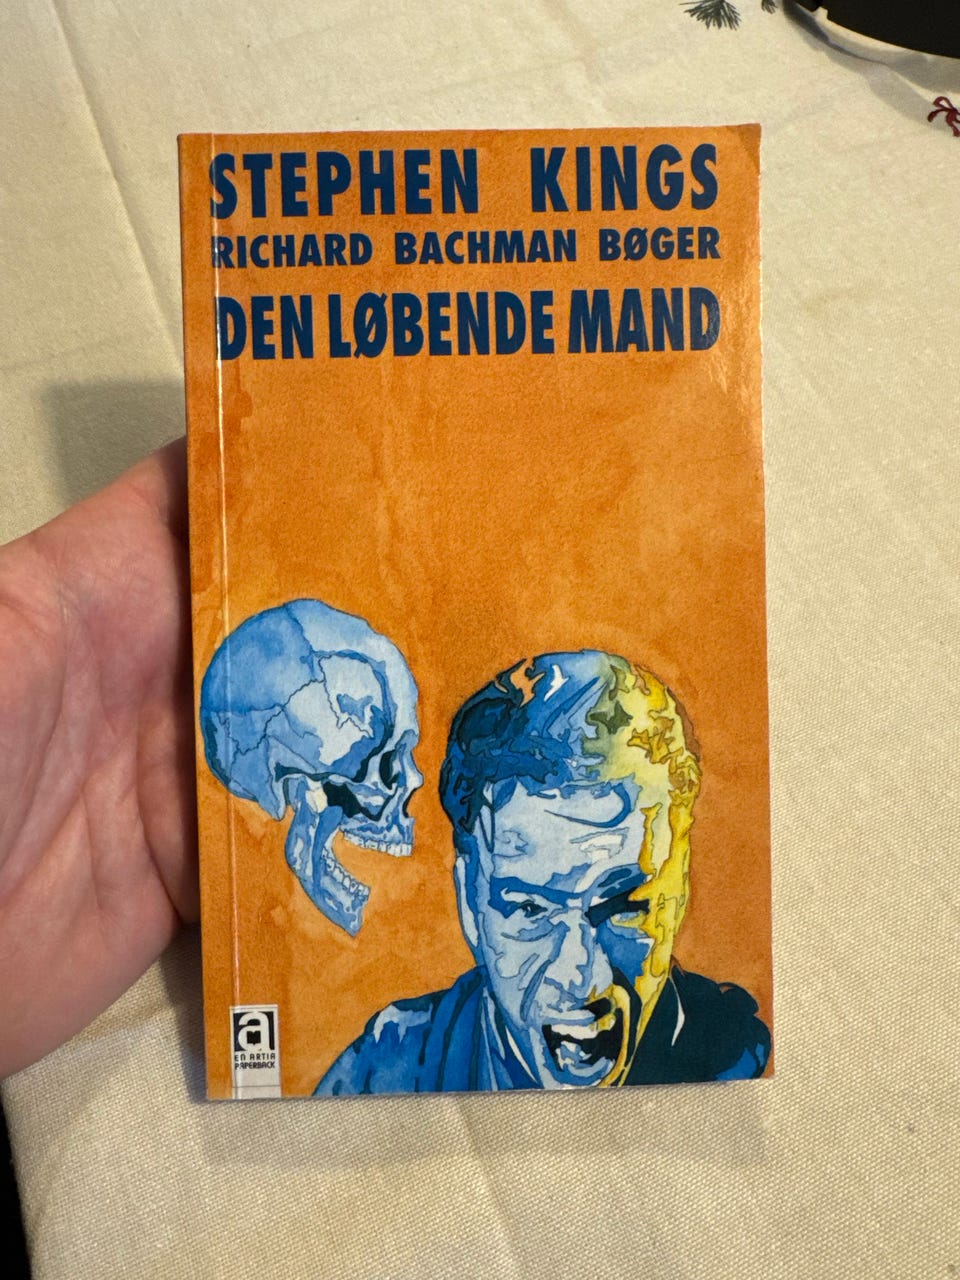 STEPHEN KINGS
RICHARD BACHMAN BØGER
DEN LØBENDE MAND
a
EN ARTIA
PAPERBACK